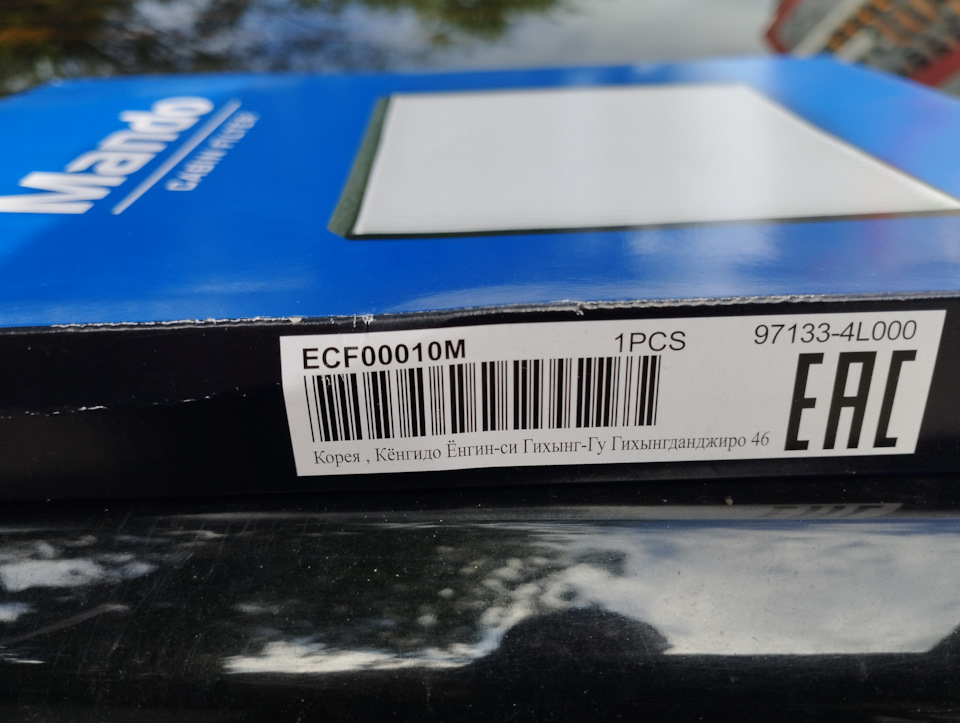 Mando
CABIN FILTER
ECF00010M 1PCS 97133-4L000
EAC
Корея , Кёнгидо Ёнгин-си Гихынг-Гу Гихынгданджиро 46